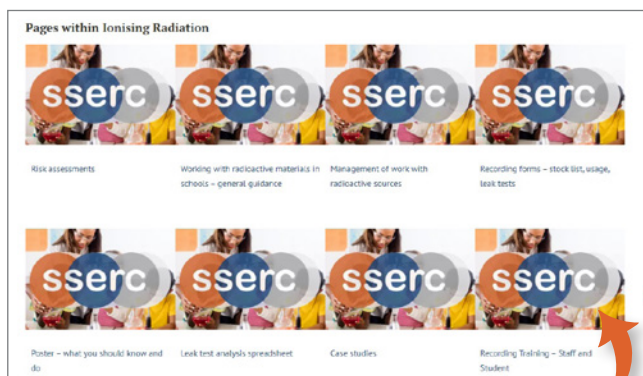 Pages within Ionising Radiation
sserc sserc sserc sserc
Risk assessments
Working with radioactive materials in
schools – general guidance
Management of work with
radioactive sources
Recording forms – stock list, usage,
leak tests
sserc sserc sserc sserc
Poster – what you should know and
do
Leak test analysis spreadsheet
Case studies
Recording Training – Staff and
Student